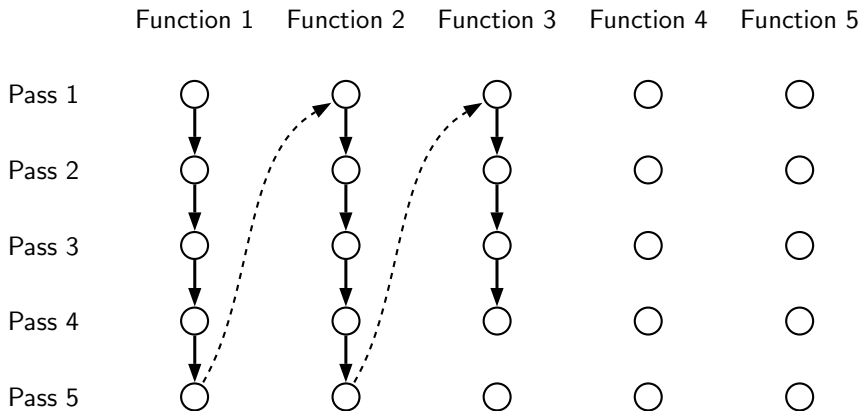 Function 1 Function 2 Function 3 Function 4 Function 5
Pass 1
Pass 2
Pass 3
Pass 4
Pass 5